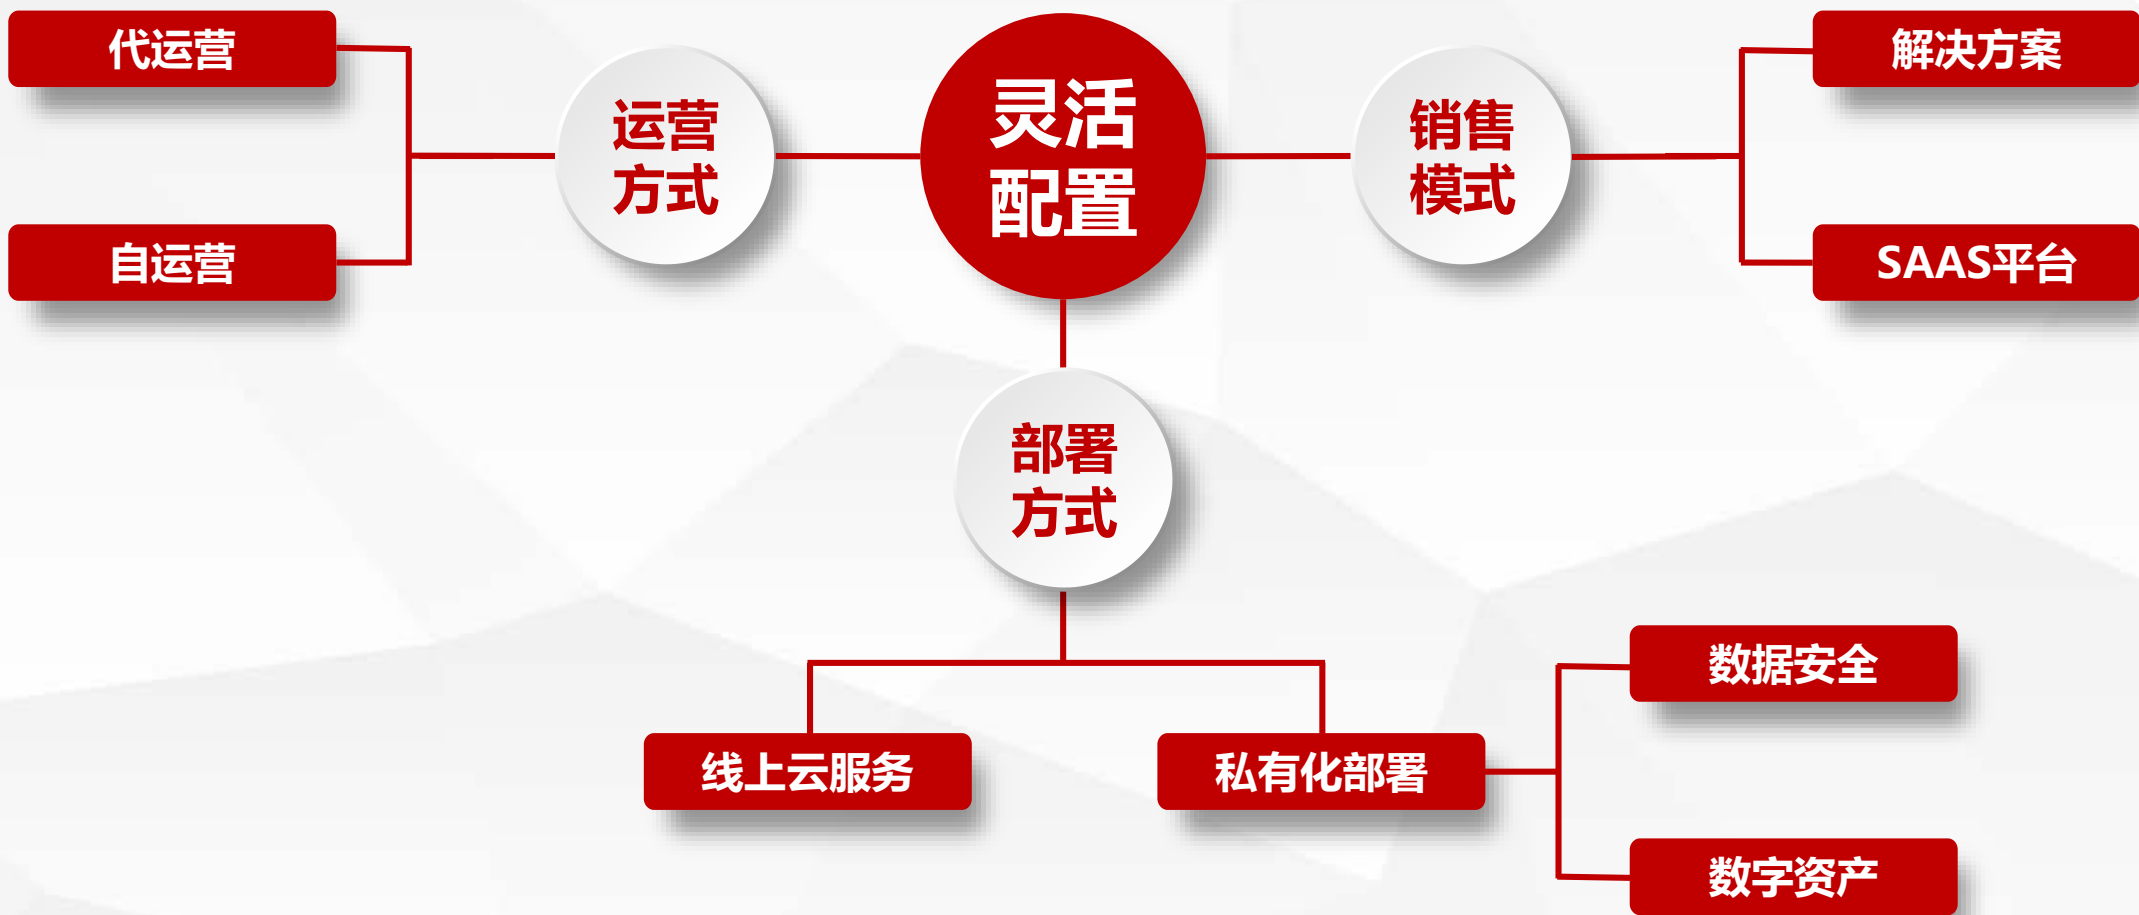 代运营
自运营
运营
方式
灵活
配置
销售
模式
解决方案
SAAS平台
部署
方式
线上云服务
私有化部署
数据安全
数字资产